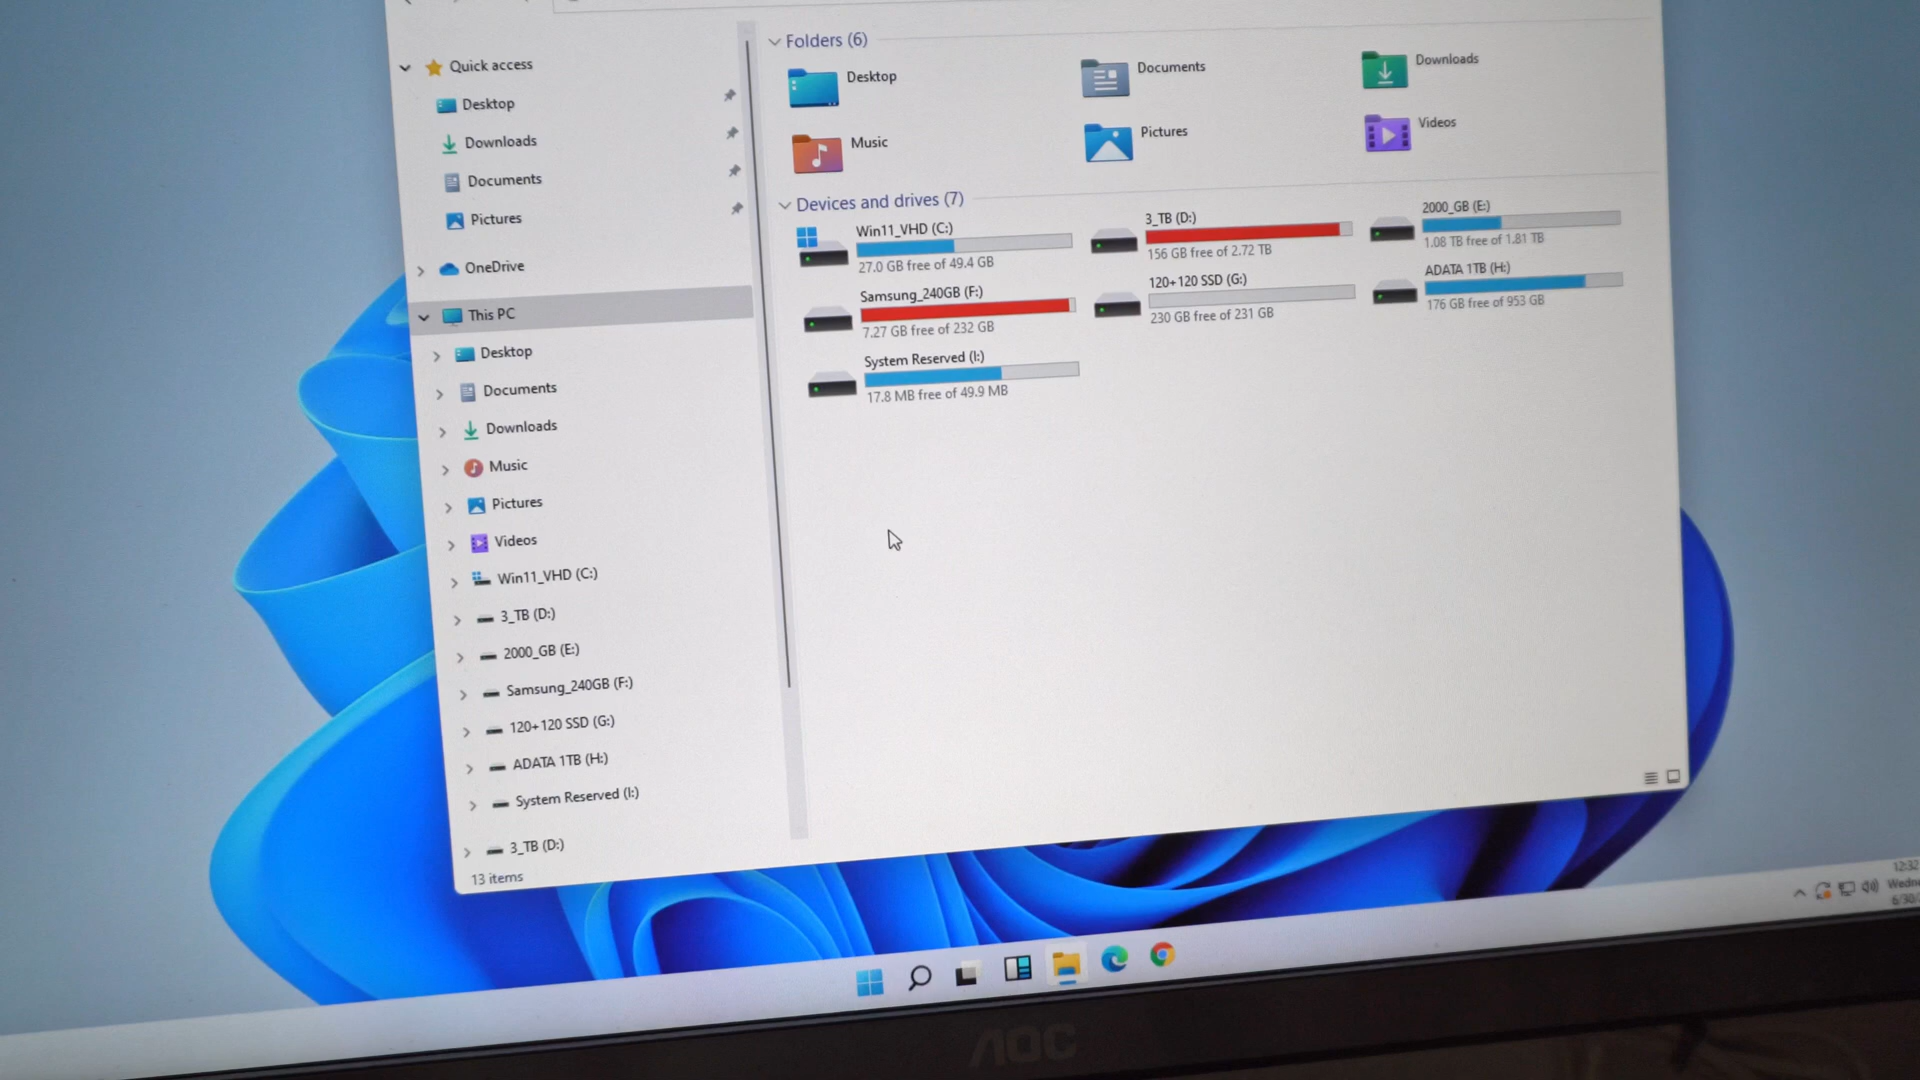 Quick access
Desktop
Downloads
Documents
Pictures
OneDrive
This PC
Desktop
Documents
Downloads
Music
Pictures
Videos
Win11_VHD (C:)
3_TB (D:)
2000_GB (E:)
Samsung_240GB (F:)
120+120 SSD (G:)
ADATA 1TB (H:)
System Reserved (I:)
3_TB (D:)
13 items
Folders (6)
Desktop
Documents
Downloads
Music
Pictures
Videos
Devices and drives (7)
Win11_VHD (C:)
27.0 GB free of 49.4 GB
3_TB (D:)
156 GB free of 2.72 TB
2000_GB (E:)
1.08 TB free of 1.81 TB
Samsung_240GB (F:)
7.27 GB free of 232 GB
120+120 SSD (G:)
230 GB free of 231 GB
ADATA 1TB (H:)
176 GB free of 953 GB
System Reserved (I:)
17.8 MB free of 49.9 MB
12:32
Wedne
6/30/
AOC